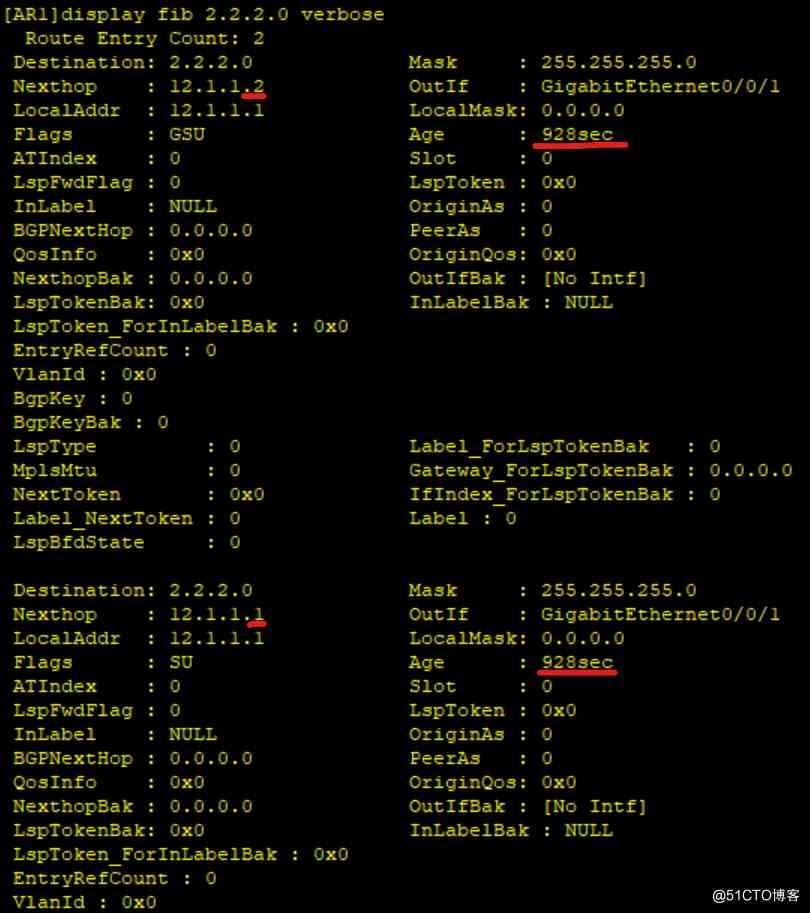 [AR1]display fib 2.2.2.0 verbose
Route Entry Count: 2
Destination: 2.2.2.0 Mask : 255.255.255.0
Nexthop : 12.1.1.2 OutIf : GigabitEthernet0/0/1
LocalAddr : 12.1.1.1 LocalMask: 0.0.0.0
Flags : GSU Age : 928sec
ATIndex : 0 Slot : 0
LspFwdFlag : 0 LspToken : 0x0
InLabel : NULL OriginAs : 0
BGPNextHop : 0.0.0.0 PeerAs : 0
QosInfo : 0x0 OriginQos: 0x0
NexthopBak : 0.0.0.0 OutIfBak : [No Intf]
LspTokenBak: 0x0 InLabelBak : NULL
LspToken_ForInLabelBak : 0x0
EntryRefCount : 0
VlanId : 0x0
BgpKey : 0
BgpKeyBak : 0
LspType : 0 Label_ForLspTokenBak : 0
MplsMtu : 0 Gateway_ForLspTokenBak : 0.0.0.0
NextToken : 0x0 IfIndex_ForLspTokenBak : 0
Label_NextToken : 0 Label : 0
LspBfdState : 0
Destination: 2.2.2.0 Mask : 255.255.255.0
Nexthop : 12.1.1.1 OutIf : GigabitEthernet0/0/1
LocalAddr : 12.1.1.1 LocalMask: 0.0.0.0
Flags : SU Age : 928sec
ATIndex : 0 Slot : 0
LspFwdFlag : 0 LspToken : 0x0
InLabel : NULL OriginAs : 0
BGPNextHop : 0.0.0.0 PeerAs : 0
QosInfo : 0x0 OriginQos: 0x0
NexthopBak : 0.0.0.0 OutIfBak : [No Intf]
LspTokenBak: 0x0 InLabelBak : NULL
LspToken_ForInLabelBak : 0x0
EntryRefCount : 0
VlanId : 0x0
@51CTO博客